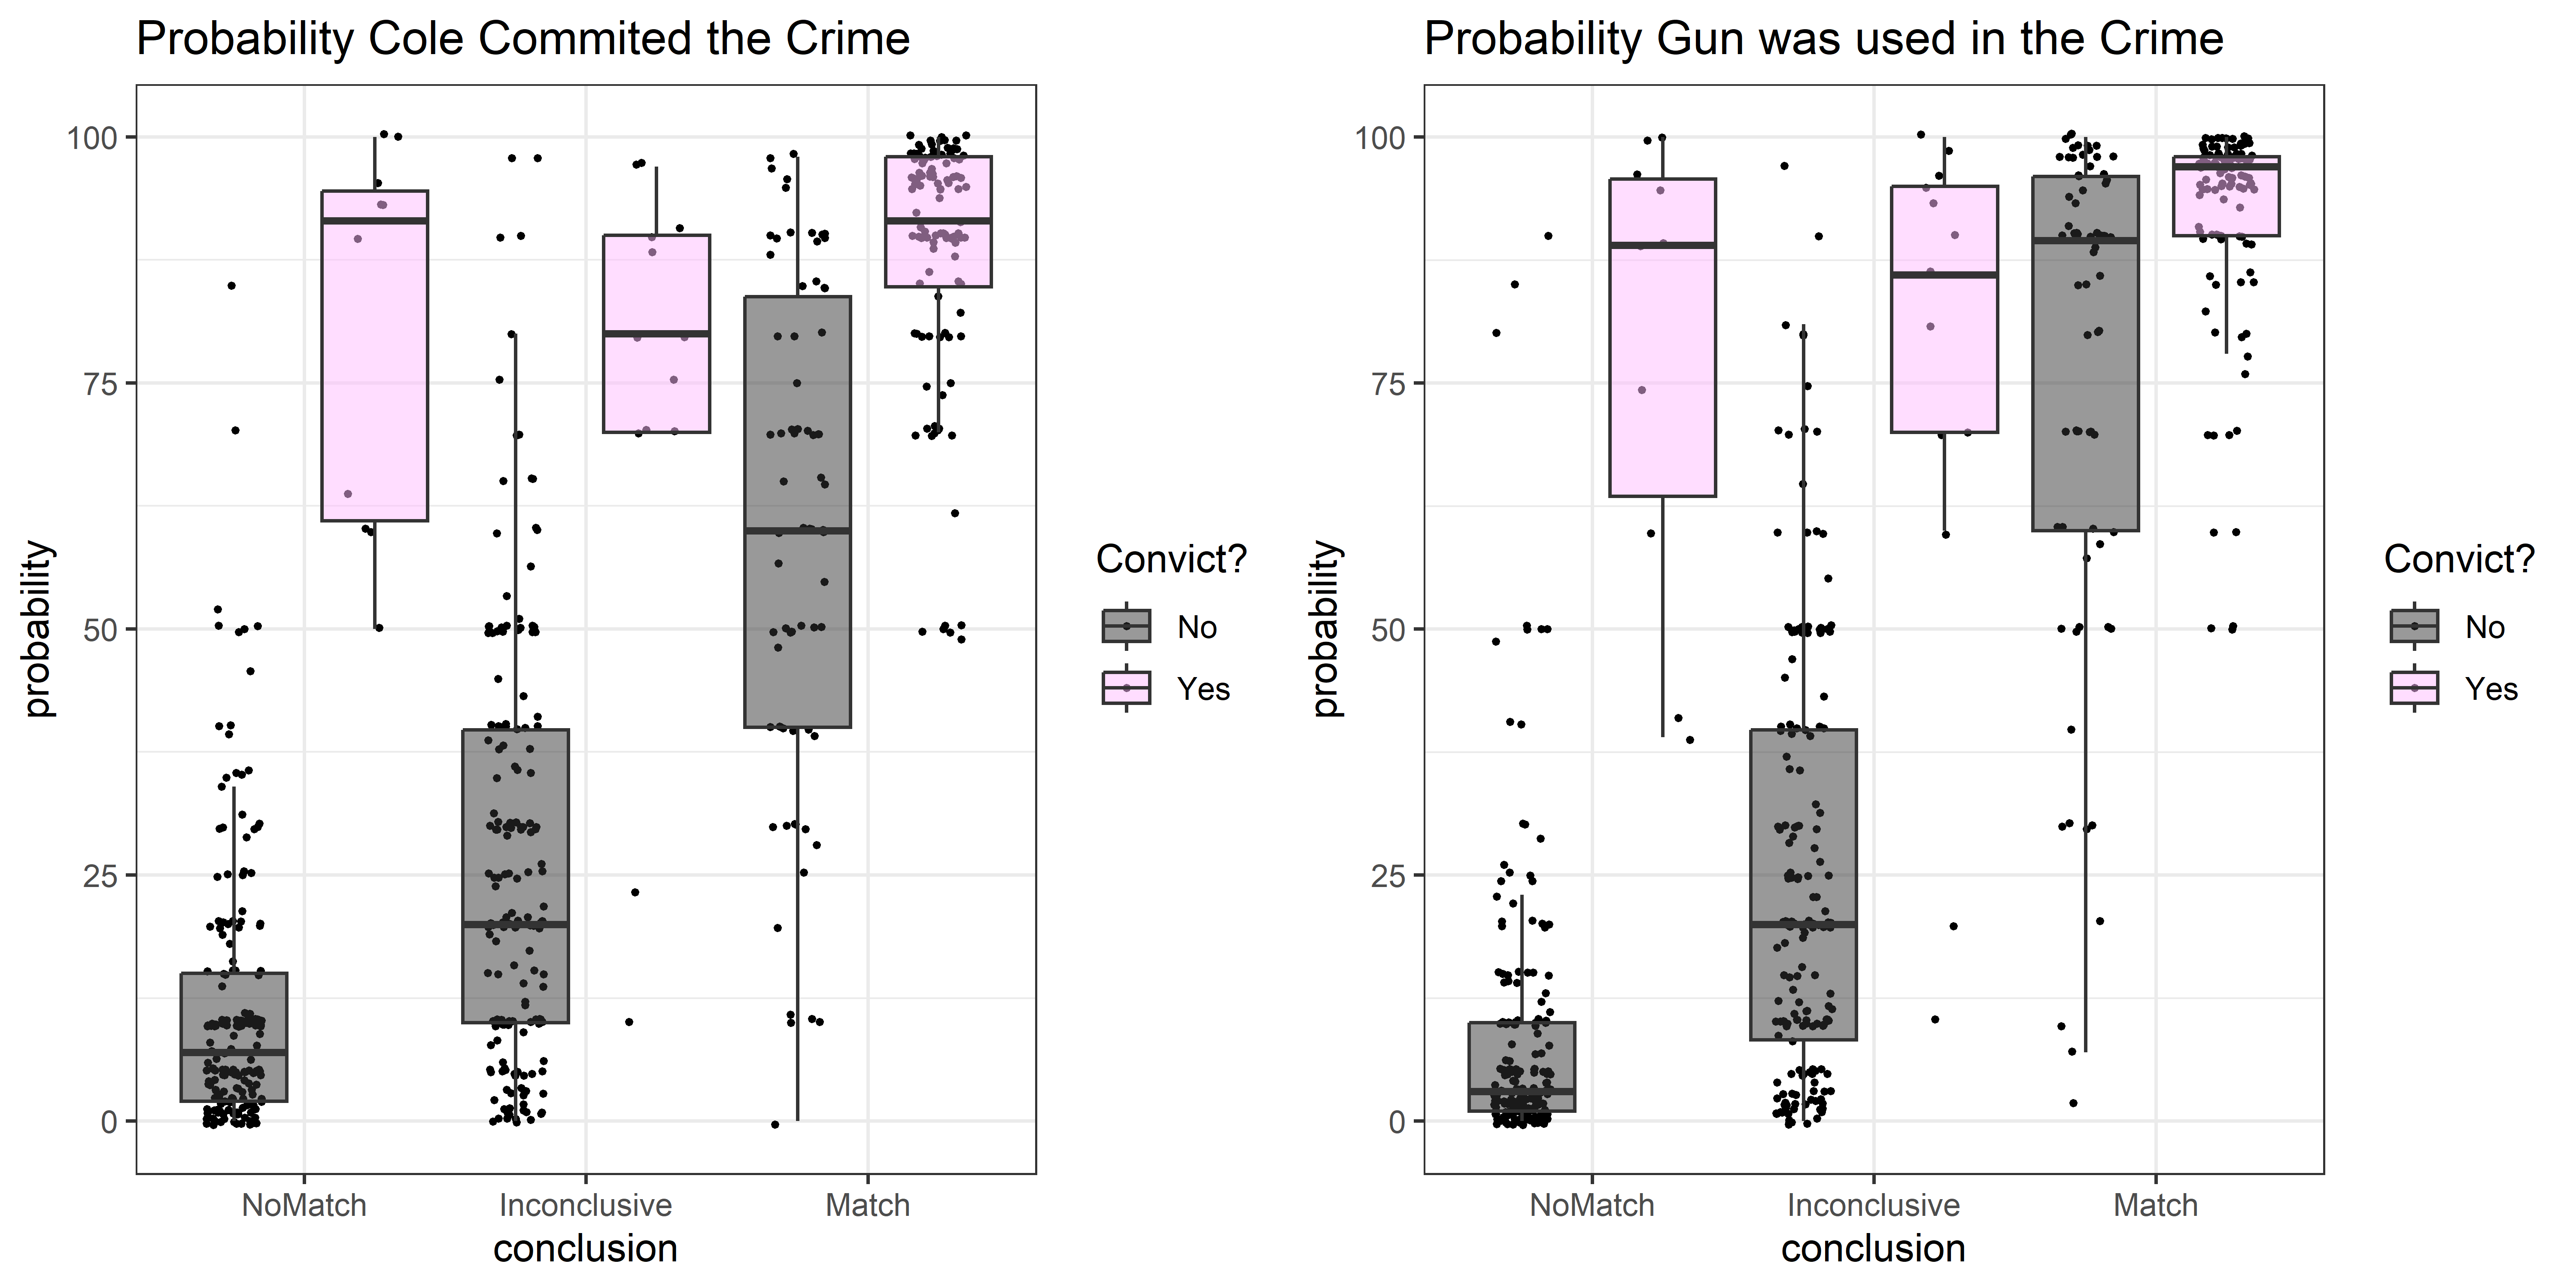 Probability Cole Commited the Crime
probability
100
75
50
25
0
NoMatch
Inconclusive
Match
conclusion
Convict?
No
Yes
Probability Gun was used in the Crime
probability
100
75
50
25
0
NoMatch
Inconclusive
Match
conclusion
Convict?
No
Yes